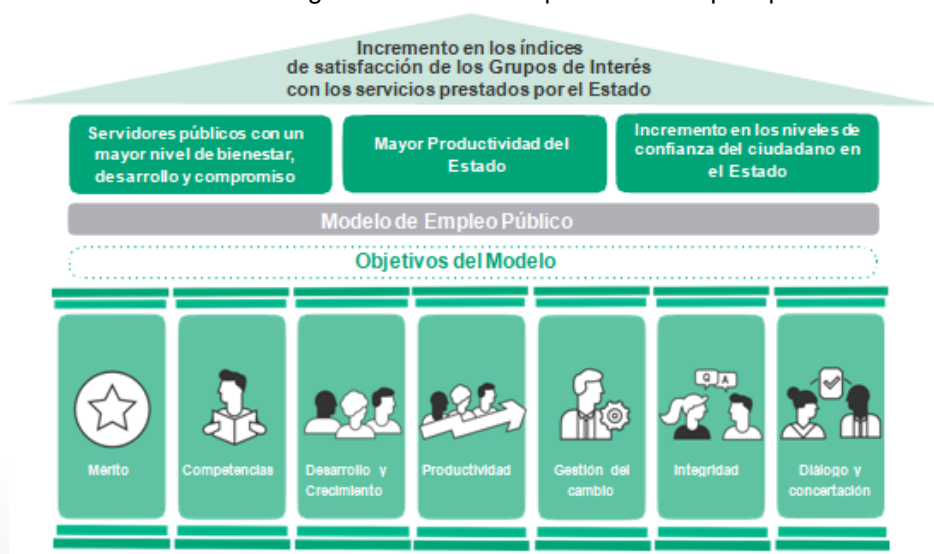 Incremento en los índices
de satisfacción de los Grupos de Interés
con los servicios prestados por el Estado
Servidores públicos con un
mayor nivel de bienestar,
desarrollo y compromiso
Mayor Productividad del
Estado
Incremento en los niveles de
confianza del ciudadano en
el Estado
Modelo de Empleo Público
Objetivos del Modelo
Q A
Mérito
Competencias
Desarrollo y
Crecimiento
Productividad
Gestión del
cambio
Integridad
Diálogo y
concertación